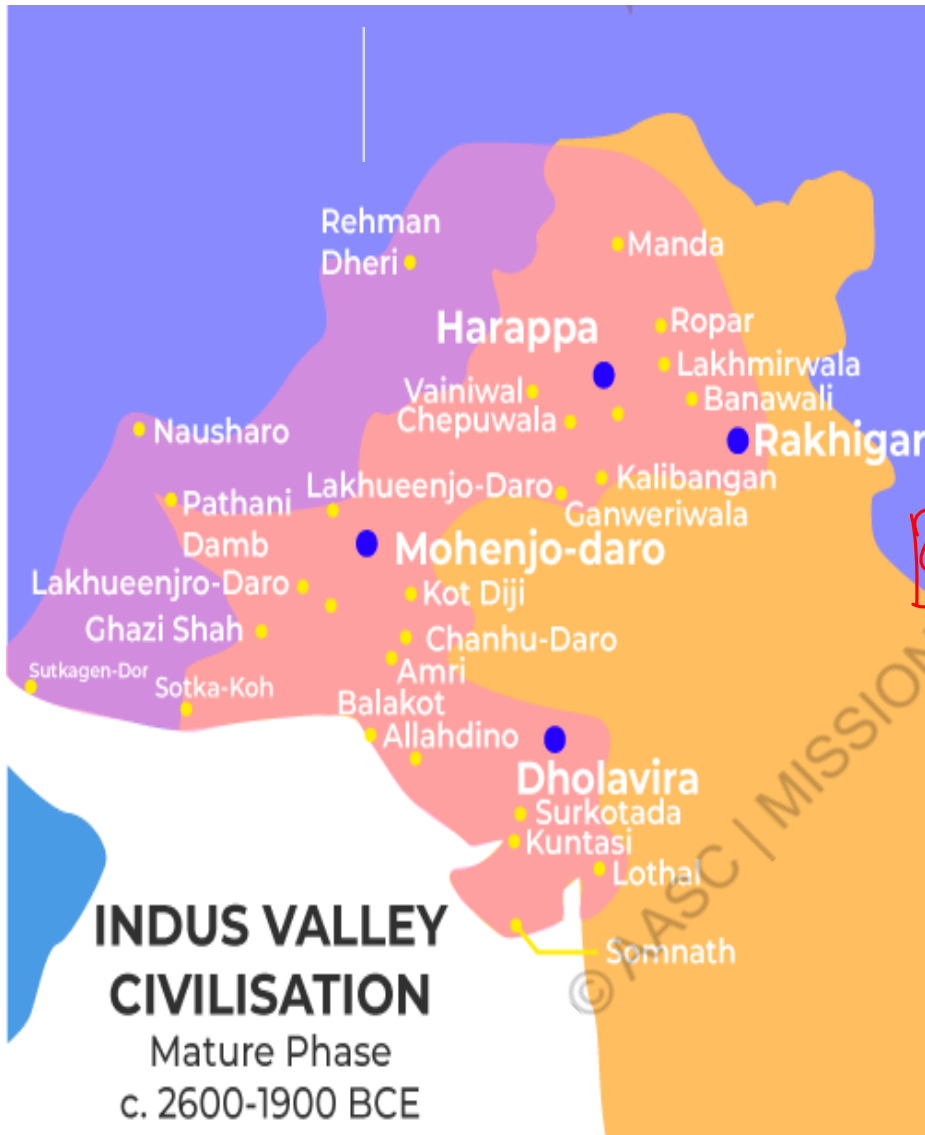 Rehman
Dheri
Manda
Harappa
Ropar
Lakhmirwala
Vainiwal
Banawali
Chepuwala
Nausharo
Rakhigar
Kalibangan
Lakhueenjo-Daro
Pathani
Damb
Ganweriwala
Mohenjo-daro
Lakhueenjro-Daro
Kot Diji
Ghazi Shah
Chanhu-Daro
Amri
Sutkagen-Dor
Sotka-Koh
Balakot
Allahdino
Dholavira
Surkotada
Kuntasi
Lothal
Somnath
INDUS VALLEY
CIVILISATION
Mature Phase
c. 2600-1900 BCE
© AASC | MISSION